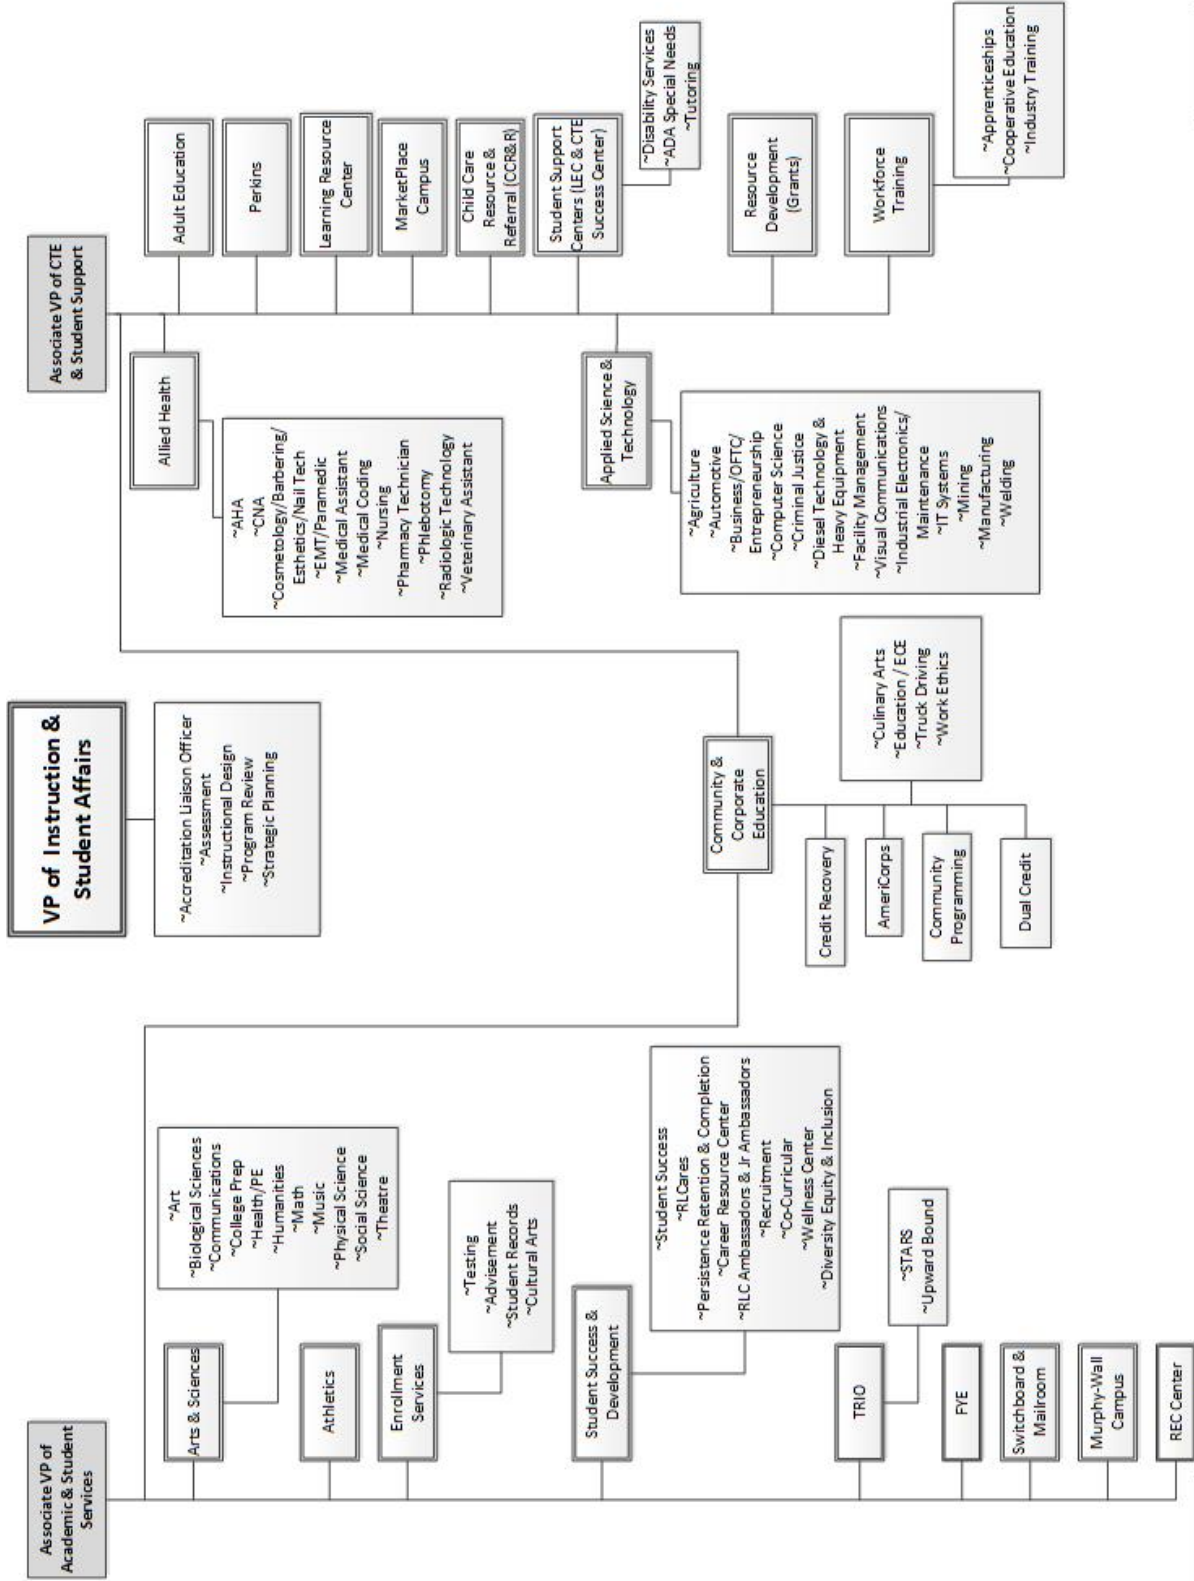 VP of Instruction &
Student Affairs
~Accreditation Liaison Officer
~Assessment
~Instructional Design
~Program Review
~Strategic Planning
Associate VP of
Academic & Student
Services
Arts & Sciences
~Art
~Biological Sciences
~Communications
~College Prep
~Health/PE
~Humanities
~Math
~Music
~Physical Science
~Social Science
~Theatre
Athletics
Enrollment
Services
~Testing
~Advisement
~Student Records
~Cultural Arts
Student Success &
Development
~Student Success
~RLCares
~Persistence Retention & Completion
~Career Resource Center
~RLC Ambassadors & Jr Ambassadors
~Recruitment
~Co-Curricular
~Wellness Center
~Diversity Equity & Inclusion
TRIO
~STARS
~Upward Bound
FYE
Switchboard &
Mailroom
Murphy-Wall
Campus
REC Center
Community &
Corporate
Education
Credit Recovery
AmeriCorps
Community
Programming
Dual Credit
~Culinary Arts
~Education / ECE
~Truck Driving
~Work Ethics
Associate VP of CTE
& Student Support
Allied Health
~AHA
~CNA
~Cosmetology/Barbering/
Esthetics/Nail Tech
~EMT/Paramedic
~Medical Assistant
~Medical Coding
~Nursing
~Pharmacy Technician
~Phlebotomy
~Radiologic Technology
~Veterinary Assistant
Applied Science &
Technology
~Agriculture
~Automotive
~Business/OFTC/
Entrepreneurship
~Computer Science
~Criminal Justice
~Diesel Technology &
Heavy Equipment
~Facility Management
~Visual Communications
~Industrial Electronics/
Maintenance
~IT Systems
~Mining
~Manufacturing
~Welding
Adult Education
Perkins
Learning Resource
Center
MarketPlace
Campus
Child Care
Resource &
Referral (CCR&R)
Student Support
Centers (LEC & CTE
Success Center)
~Disability Services
~ADA Special Needs
~Tutoring
Resource
Development
(Grants)
Workforce
Training
~Apprenticeships
~Cooperative Education
~Industry Training